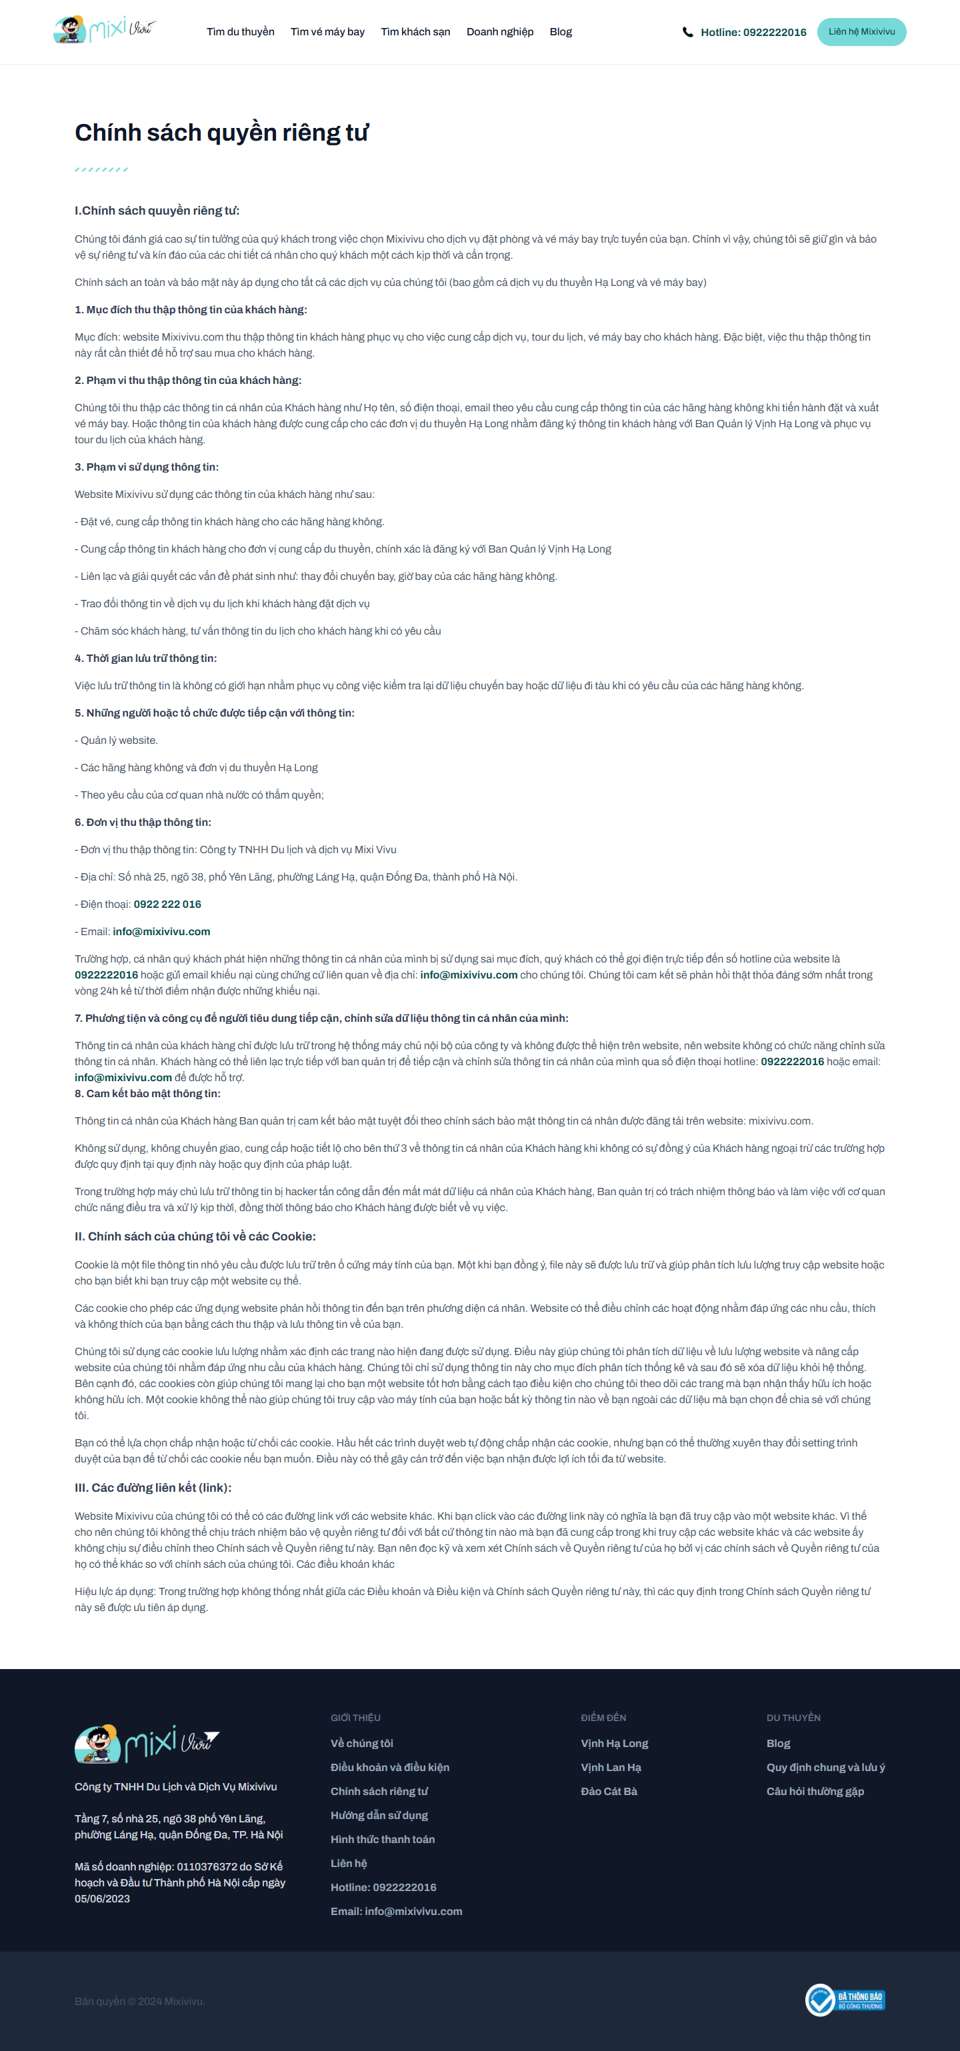 mixi Vivu
Tìm du thuyền
Tìm vé máy bay
Tìm khách sạn
Doanh nghiệp
Blog
Hotline: 0922222016
Liên hệ Mixivivu
Chính sách quyền riêng tư
I.Chính sách quuyền riêng tư:
Chúng tôi đánh giá cao sự tin tưởng của quý khách trong việc chọn Mixivivu cho dịch vụ đặt phòng và vé máy bay trực tuyến của bạn. Chính vì vậy, chúng tôi sẽ giữ gìn và bảo
vệ sự riêng tư và kín đáo của các chi tiết cá nhân cho quý khách một cách kịp thời và cẩn trọng.
Chính sách an toàn và bảo mật này áp dụng cho tất cả các dịch vụ của chúng tôi (bao gồm cả dịch vụ du thuyền Hạ Long và vé máy bay)
1. Mục đích thu thập thông tin của khách hàng:
Mục đích: website Mixivivu.com thu thập thông tin khách hàng phục vụ cho việc cung cấp dịch vụ, tour du lịch, vé máy bay cho khách hàng. Đặc biệt, việc thu thập thông tin
này rất cần thiết để hỗ trợ sau mua cho khách hàng.
2. Phạm vi thu thập thông tin của khách hàng:
Chúng tôi thu thập các thông tin cá nhân của Khách hàng như Họ tên, số điện thoại, email theo yêu cầu cung cấp thông tin của các hãng hàng không khi tiến hành đặt và xuất
vé máy bay. Hoặc thông tin của khách hàng được cung cấp cho các đơn vị du thuyền Hạ Long nhằm đăng ký thông tin khách hàng với Ban Quản lý Vịnh Hạ Long và phục vụ
tour du lịch của khách hàng.
3. Phạm vi sử dụng thông tin:
Website Mixivivu sử dụng các thông tin của khách hàng như sau:
- Đặt vé, cung cấp thông tin khách hàng cho các hãng hàng không.
- Cung cấp thông tin khách hàng cho đơn vị cung cấp du thuyền, chính xác là đăng ký với Ban Quản lý Vịnh Hạ Long
- Liên lạc và giải quyết các vấn đề phát sinh như: thay đổi chuyến bay, giờ bay của các hãng hàng không.
- Trao đổi thông tin về dịch vụ du lịch khi khách hàng đặt dịch vụ
- Chăm sóc khách hàng, tư vấn thông tin du lịch cho khách hàng khi có yêu cầu
4. Thời gian lưu trữ thông tin:
Việc lưu trữ thông tin là không có giới hạn nhằm phục vụ công việc kiểm tra lại dữ liệu chuyến bay hoặc dữ liệu đi tàu khi có yêu cầu của các hãng hàng không.
5. Những người hoặc tổ chức được tiếp cận với thông tin:
- Quản lý website.
- Các hãng hàng không và đơn vị du thuyền Hạ Long
- Theo yêu cầu của cơ quan nhà nước có thẩm quyền;
6. Đơn vị thu thập thông tin:
- Đơn vị thu thập thông tin: Công ty TNHH Du lịch và dịch vụ Mixi Vivu
- Địa chỉ: Số nhà 25, ngõ 38, phố Yên Lãng, phường Láng Hạ, quận Đống Đa, thành phố Hà Nội.
- Điện thoại: 0922 222 016
- Email: info@mixivivu.com
Trường hợp, cá nhân quý khách phát hiện những thông tin cá nhân của mình bị sử dụng sai mục đích, quý khách có thể gọi điện trực tiếp đến số hotline của website là
0922222016 hoặc gửi email khiếu nại cùng chứng cứ liên quan về địa chỉ: info@mixivivu.com cho chúng tôi. Chúng tôi cam kết sẽ phản hồi thật thỏa đáng sớm nhất trong
vòng 24h kể từ thời điểm nhận được những khiếu nại.
7. Phương tiện và công cụ để người tiêu dung tiếp cận, chỉnh sửa dữ liệu thông tin cá nhân của mình:
Thông tin cá nhân của khách hàng chỉ được lưu trữ trong hệ thống máy chủ nội bộ của công ty và không được thể hiện trên website, nên website không có chức năng chỉnh sửa
thông tin cá nhân. Khách hàng có thể liên lạc trực tiếp với ban quản trị để tiếp cận và chỉnh sửa thông tin cá nhân của mình qua số điện thoại hotline: 0922222016 hoặc email:
info@mixivivu.com để được hỗ trợ.
8. Cam kết bảo mật thông tin:
Thông tin cá nhân của Khách hàng Ban quản trị cam kết bảo mật tuyệt đối theo chính sách bảo mật thông tin cá nhân được đăng tải trên website: mixivivu.com.
Không sử dụng, không chuyển giao, cung cấp hoặc tiết lộ cho bên thứ 3 về thông tin cá nhân của Khách hàng khi không có sự đồng ý của Khách hàng ngoại trừ các trường hợp
được quy định tại quy định này hoặc quy định của pháp luật.
Trong trường hợp máy chủ lưu trữ thông tin bị hacker tấn công dẫn đến mất mát dữ liệu cá nhân của Khách hàng, Ban quản trị có trách nhiệm thông báo và làm việc với cơ quan
chức năng điều tra và xử lý kịp thời, đồng thời thông báo cho Khách hàng được biết về vụ việc.
II. Chính sách của chúng tôi về các Cookie:
Cookie là một file thông tin nhỏ yêu cầu được lưu trữ trên ổ cứng máy tính của bạn. Một khi bạn đồng ý, file này sẽ được lưu trữ và giúp phân tích lưu lượng truy cập website hoặc
cho bạn biết khi bạn truy cập một website cụ thể.
Các cookie cho phép các ứng dụng website phản hồi thông tin đến bạn trên phương diện cá nhân. Website có thể điều chỉnh các hoạt động nhằm đáp ứng các nhu cầu, thích
và không thích của bạn bằng cách thu thập và lưu thông tin về của bạn.
Chúng tôi sử dụng các cookie lưu lượng nhằm xác định các trang nào hiện đang được sử dụng. Điều này giúp chúng tôi phân tích dữ liệu về lưu lượng website và nâng cấp
website của chúng tôi nhằm đáp ứng nhu cầu của khách hàng. Chúng tôi chỉ sử dụng thông tin này cho mục đích phân tích thống kê và sau đó sẽ xóa dữ liệu khỏi hệ thống.
Bên cạnh đó, các cookies còn giúp chúng tôi mang lại cho bạn một website tốt hơn bằng cách tạo điều kiện cho chúng tôi theo dõi các trang mà bạn nhận thấy hữu ích hoặc
không hữu ích. Một cookie không thể nào giúp chúng tôi truy cập vào máy tính của bạn hoặc bất kỳ thông tin nào về bạn ngoài các dữ liệu mà bạn chọn để chia sẻ với chúng
tôi.
Bạn có thể lựa chọn chấp nhận hoặc từ chối các cookie. Hầu hết các trình duyệt web tự động chấp nhận các cookie, nhưng bạn có thể thường xuyên thay đổi setting trình
duyệt của bạn để từ chối các cookie nếu bạn muốn. Điều này có thể gây cản trở đến việc bạn nhận được lợi ích tối đa từ website.
III. Các đường liên kết (link):
Website Mixivivu của chúng tôi có thể có các đường link với các website khác. Khi bạn click vào các đường link này có nghĩa là bạn đã truy cập vào một website khác. Vì thế
cho nên chúng tôi không thể chịu trách nhiệm bảo vệ quyền riêng tư đối với bất cứ thông tin nào mà bạn đã cung cấp trong khi truy cập các website khác và các website ấy
không chịu sự điều chỉnh theo Chính sách về Quyền riêng tư này. Bạn nên đọc kỹ và xem xét Chính sách về Quyền riêng tư của họ bởi vị các chính sách về Quyền riêng tư của
họ có thể khác so với chính sách của chúng tôi. Các điều khoản khác
Hiệu lực áp dụng: Trong trường hợp không thống nhất giữa các Điều khoản và Điều kiện và Chính sách Quyền riêng tư này, thì các quy định trong Chính sách Quyền riêng tư
này sẽ được ưu tiên áp dụng.
mixi Vivu
Công ty TNHH Du Lịch và Dịch Vụ Mixivivu
Tầng 7, số nhà 25, ngõ 38 phố Yên Lãng,
phường Láng Hạ, quận Đống Đa, TP. Hà Nội
Mã số doanh nghiệp: 0110376372 do Sở Kế
hoạch và Đầu tư Thành phố Hà Nội cấp ngày
05/06/2023
GIỚI THIỆU
Về chúng tôi
Điều khoản và điều kiện
Chính sách riêng tư
Hướng dẫn sử dụng
Hình thức thanh toán
Liên hệ
Hotline: 0922222016
Email: info@mixivivu.com
ĐIỂM ĐẾN
Vịnh Hạ Long
Vịnh Lan Hạ
Đảo Cát Bà
DU THUYỀN
Blog
Quy định chung và lưu ý
Câu hỏi thường gặp
Bản quyền © 2024 Mixivivu.
ĐÃ THÔNG BÁO
BỘ CÔNG THƯƠNG